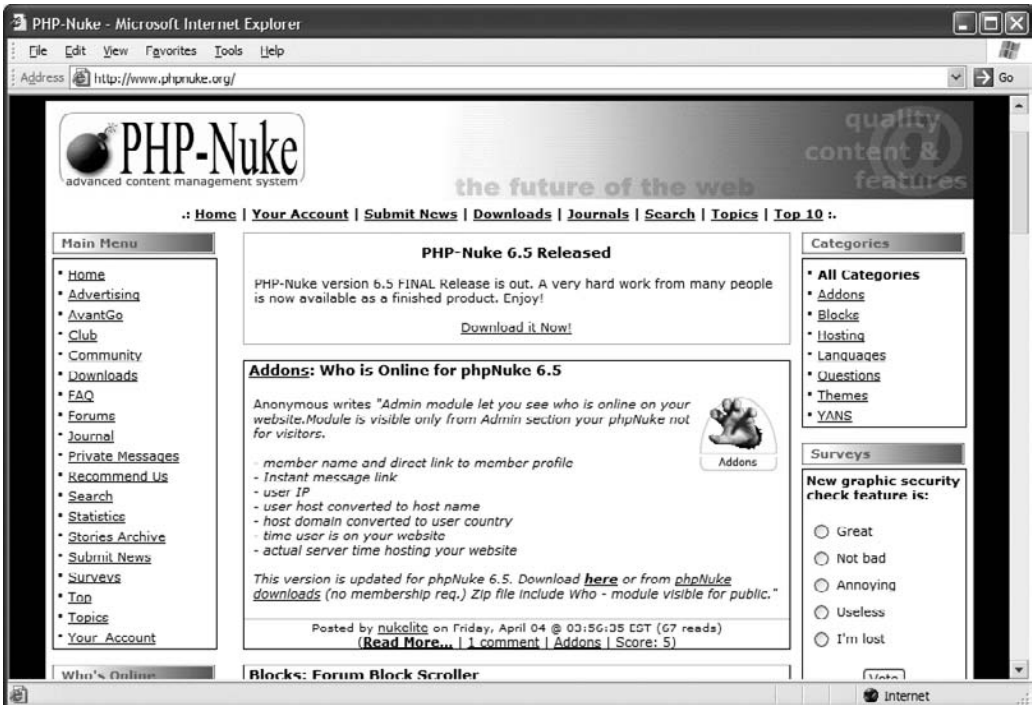 PHP-Nuke - Microsoft Internet Explorer
File Edit View Favorites Tools Help
Address http://www.phpnuke.org/ Go
PHP-Nuke
advanced content management system
the future of the web
quality
content &
features
@
.: Home | Your Account | Submit News | Downloads | Journals | Search | Topics | Top 10 :.
Main Menu
· Home
· Advertising
· AvantGo
· Club
· Community
· Downloads
· FAQ
· Forums
· Journal
· Private Messages
· Recommend Us
· Search
· Statistics
· Stories Archive
· Submit News
· Surveys
· Top
· Topics
· Your Account
Who's Online
PHP-Nuke 6.5 Released
PHP-Nuke version 6.5 FINAL Release is out. A very hard work from many people
is now available as a finished product. Enjoy!
Download it Now!
Addons: Who is Online for phpNuke 6.5
Anonymous writes "Admin module let you see who is online on your
website.Module is visible only from Admin section your phpNuke not
for visitors.
- member name and direct link to member profile
- Instant message link
- user IP
- user host converted to host name
- host domain converted to user country
- time user is on your website
- actual server time hosting your website
This version is updated for phpNuke 6.5. Download here or from phpNuke
downloads (no membership req.) Zip file include Who - module visible for public."
Addons
Posted by nukelite on Friday, April 04 @ 03:56:35 EST (67 reads)
(Read More... | 1 comment | Addons | Score: 5)
Blocks: Forum Block Scroller
Categories
· All Categories
· Addons
· Blocks
· Hosting
· Languages
· Questions
· Themes
· YANS
Surveys
New graphic security
check feature is:
Great
Not bad
Annoying
Useless
I'm lost
Vote
Internet